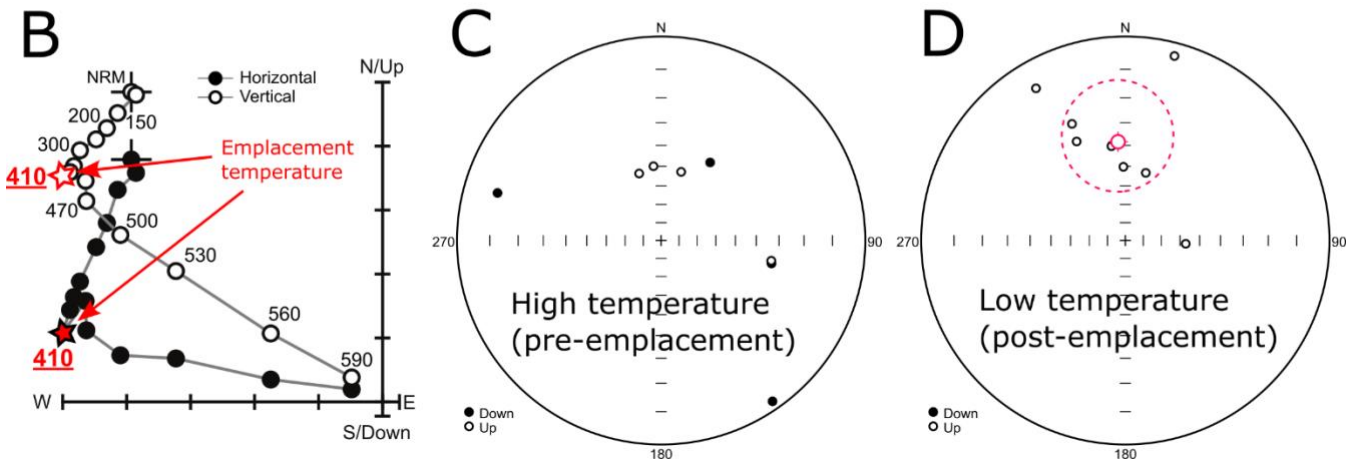 B
NRM
200
150
300
410
470
500
530
560
590
Horizontal
Vertical
N/Up
Emplacement
temperature
410
W
E
S/Down
C
N
270
90
High temperature
(pre-emplacement)
Down
Up
180
D
N
270
90
Low temperature
(post-emplacement)
Down
Up
180